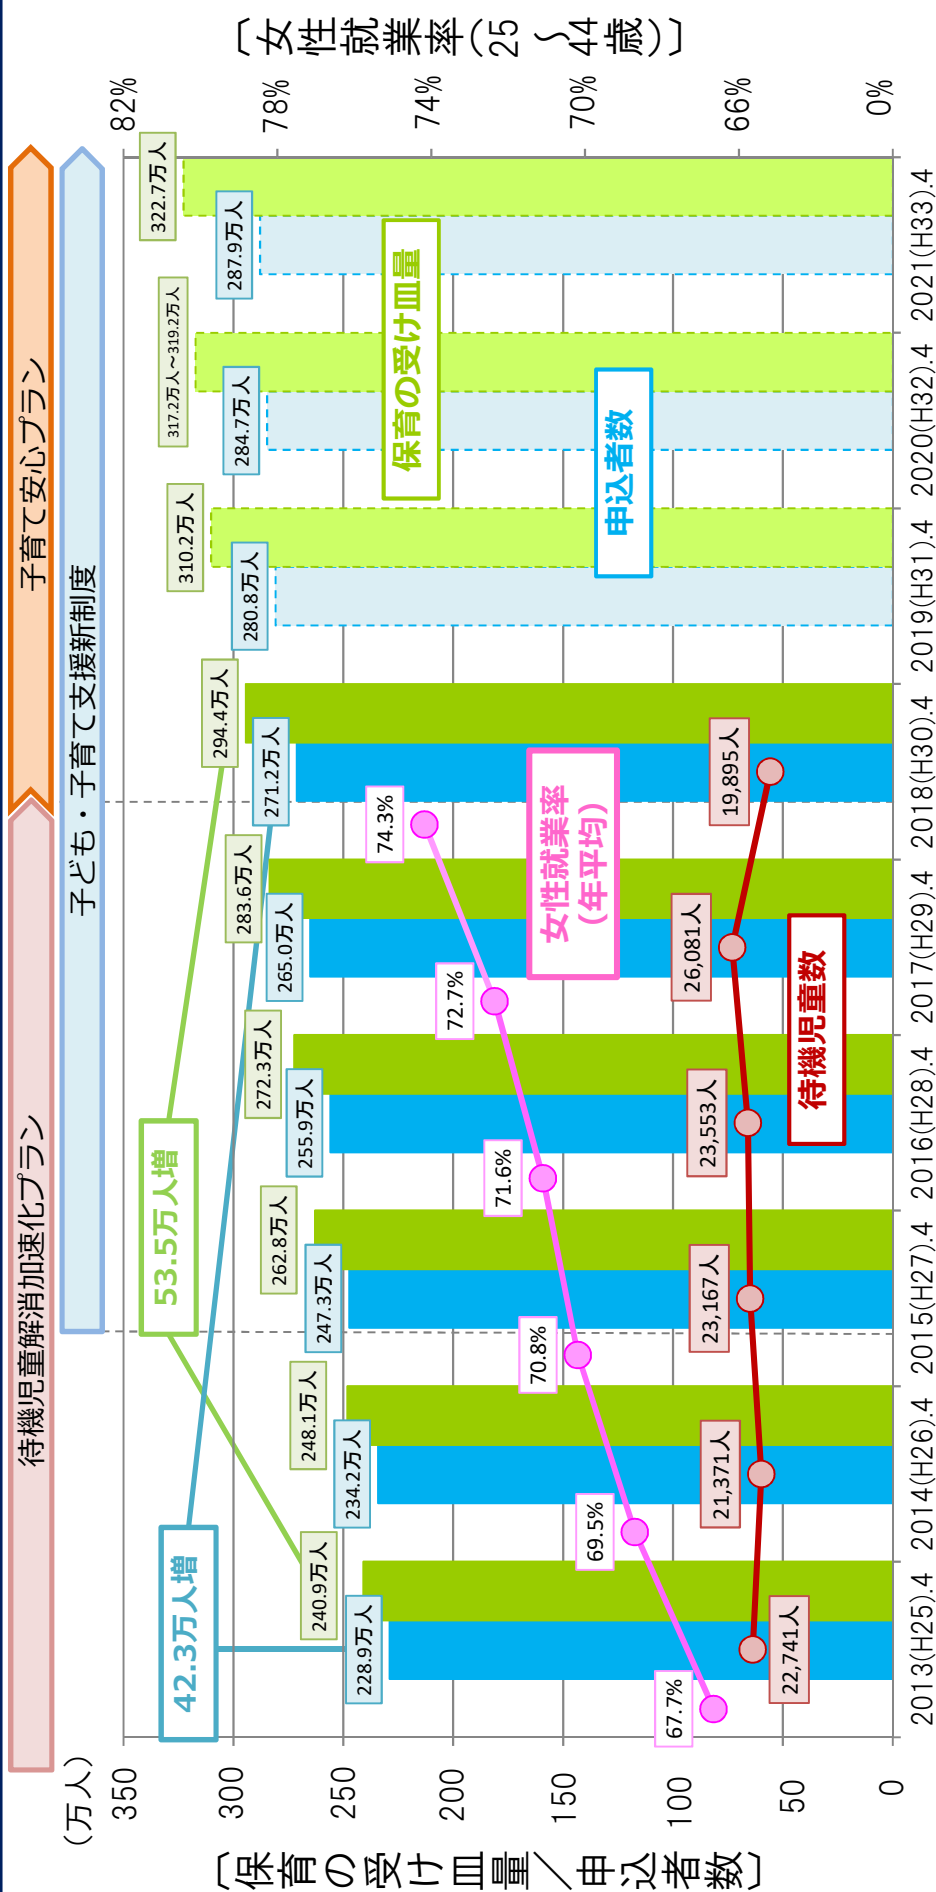 待機児童解消加速化プラン
子育て安心プラン
子ども・子育て支援新制度
(万人)
〔保育の受け皿量／申込者数〕
350
300
250
200
150
100
50
0
〔女性就業率(25～44歳)〕
82%
78%
74%
70%
66%
0%
42.3万人増
53.5万人増
228.9万人
240.9万人
234.2万人
248.1万人
247.3万人
262.8万人
255.9万人
272.3万人
265.0万人
283.6万人
271.2万人
294.4万人
280.8万人
310.2万人
284.7万人
317.2万人～319.2万人
287.9万人
322.7万人
67.7%
69.5%
70.8%
71.6%
72.7%
74.3%
女性就業率
(年平均)
保育の受け皿量
申込者数
22,741人
21,371人
23,167人
23,553人
26,081人
19,895人
待機児童数
2013(H25).4
2014(H26).4
2015(H27).4
2016(H28).4
2017(H29).4
2018(H30).4
2019(H31).4
2020(H32).4
2021(H33).4